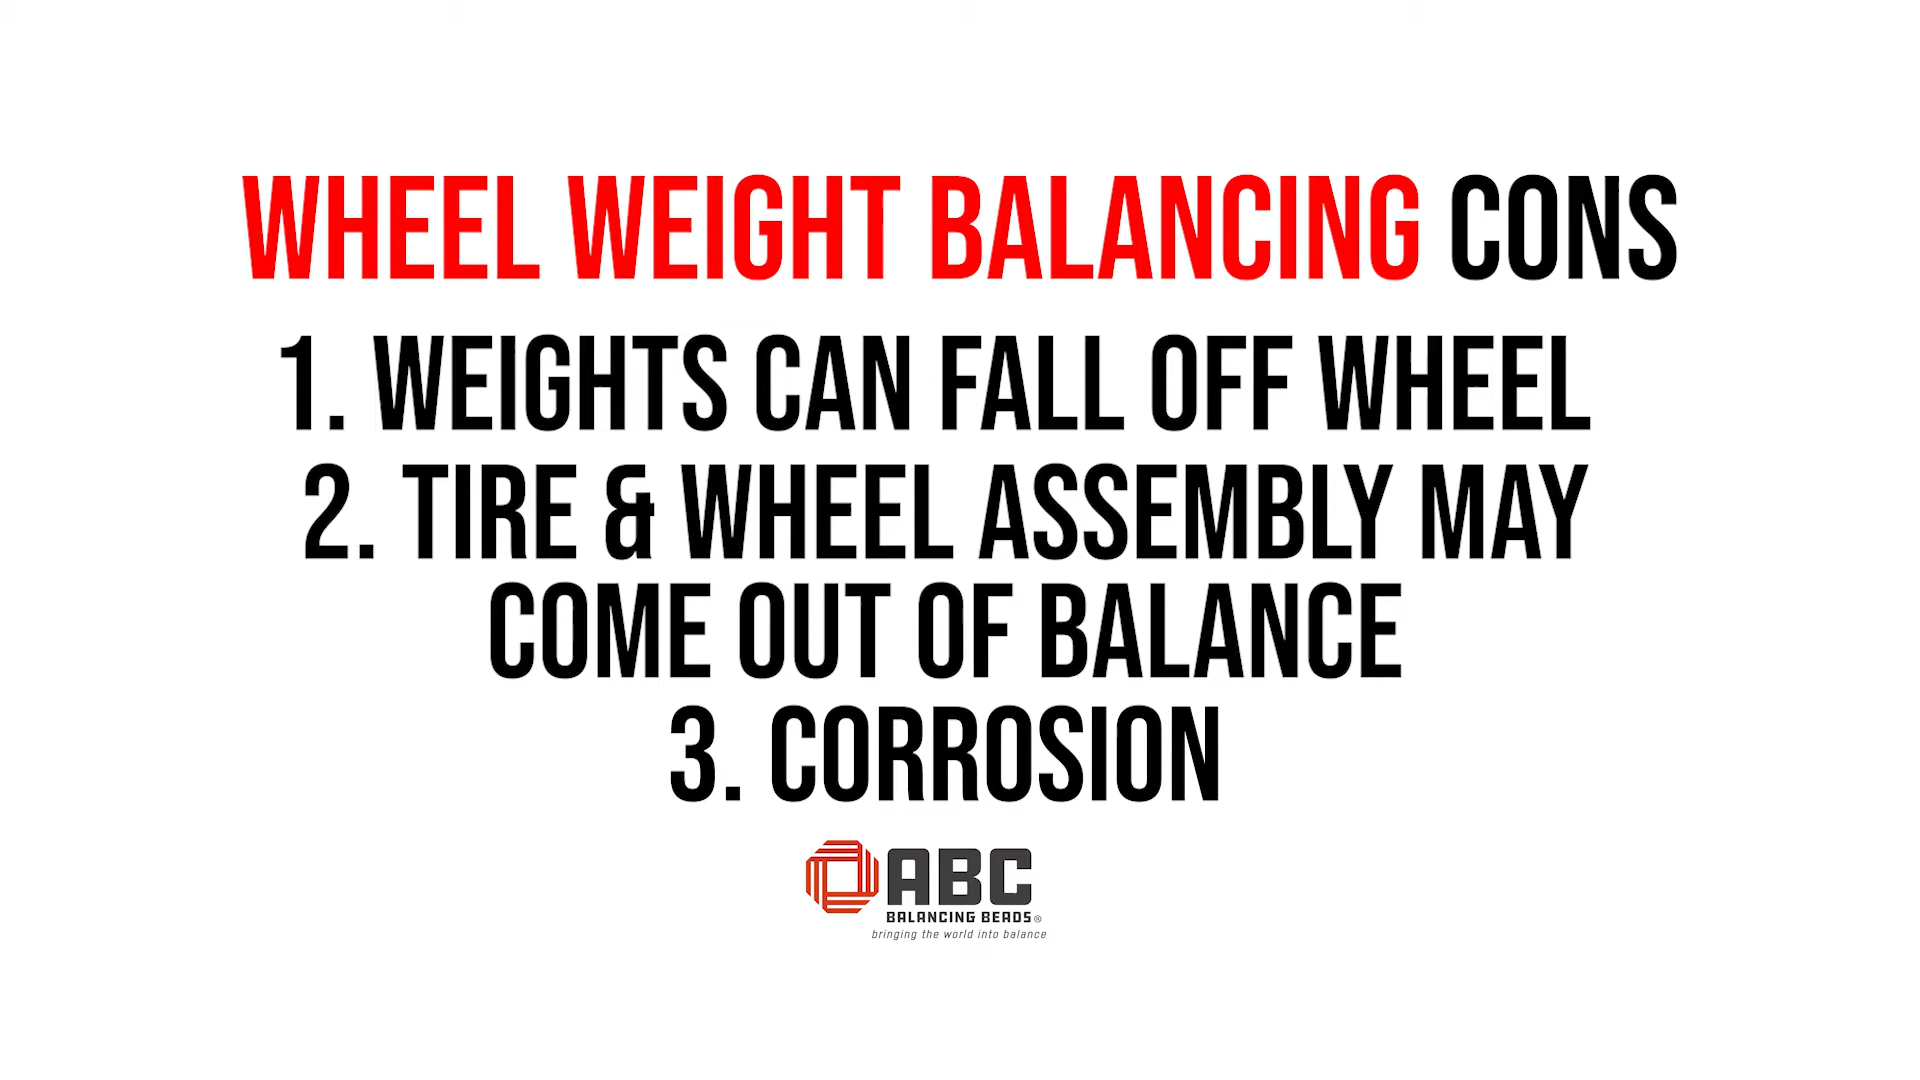 WHEEL WEIGHT BALANCING CONS
1. WEIGHTS CAN FALL OFF WHEEL
2. TIRE & WHEEL ASSEMBLY MAY
COME OUT OF BALANCE
3. CORROSION
ABC
BALANCING BEADS®
bringing the world into balance